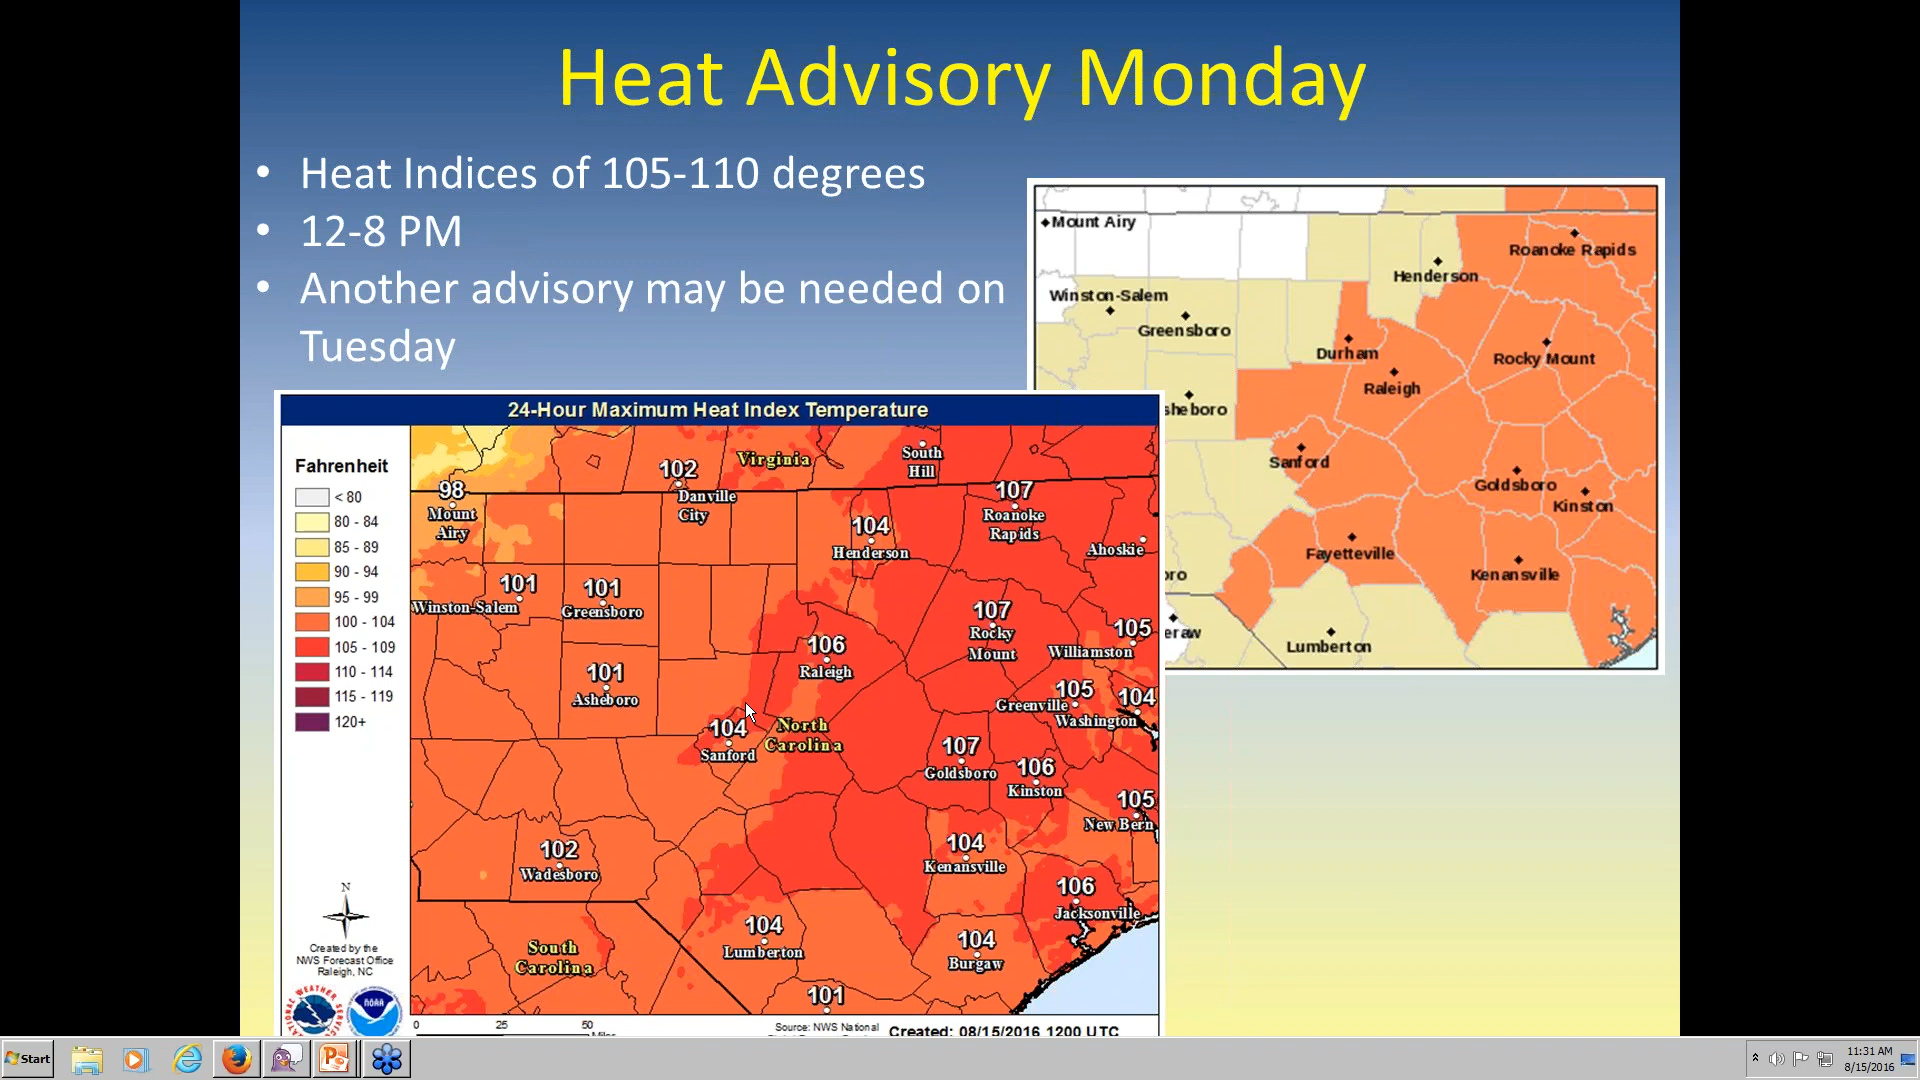 Heat Advisory Monday
• Heat Indices of 105-110 degrees
• 12-8 PM
• Another advisory may be needed on
Tuesday
Mount Airy
Roanoke Rapids
Henderson
Winston-Salem
Greensboro
Durham
Rocky Mount
Raleigh
sheboro
Sanford
Goldsboro
Kinston
Fayetteville
Kenansville
ro
eraw
Lumberton
24-Hour Maximum Heat Index Temperature
Fahrenheit
< 80
80 - 84
85 - 89
90 - 94
95 - 99
100 - 104
105 - 109
110 - 114
115 - 119
120+
N
Created by the
NWS Forecast Office
Raleigh, NC
NOAA
Virginia
South
Hill
102
Danville
City
98
Mount
Airy
107
Roanoke
Rapids
104
Henderson
Ahoskie
101
Winston-Salem
101
Greensboro
107
Rocky
Mount
105
Williamston
106
Raleigh
101
Asheboro
105
Greenville
104
Washington
104
Sanford
North
Carolina
107
Goldsboro
106
Kinston
105
New Bern
102
Wadesboro
104
Kenansville
106
Jacksonville
104
Lumberton
104
Burgaw
South
Carolina
101
0 25 50
Miles
Source: NWS National
Created: 08/15/2016 1200 UTC
Start
11:31 AM
8/15/2016